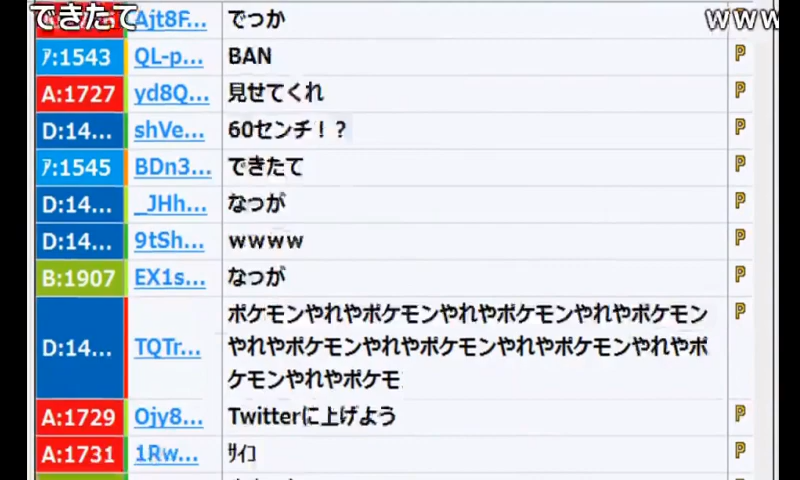 できたて
www
Ajt8F... でっか
ｱ:1543 QL-p... BAN P
A:1727 yd8Q... 見せてくれ P
D:14... shVe... 60センチ！？ P
ｱ:1545 BDn3... できたて P
D:14... _JHh... なつが P
D:14... 9tSh... wwww P
B:1907 EX1s... なつが P
D:14... TQTr... ポケモンやれやポケモンやれやポケモンやれやポケモン P
やれやポケモンやれやポケモンやれやポケモンやれやポ
ケモンやれやポケモ
A:1729 Ojy8... Twitterに上げよう P
A:1731 1Rw... ｻｲｺ P